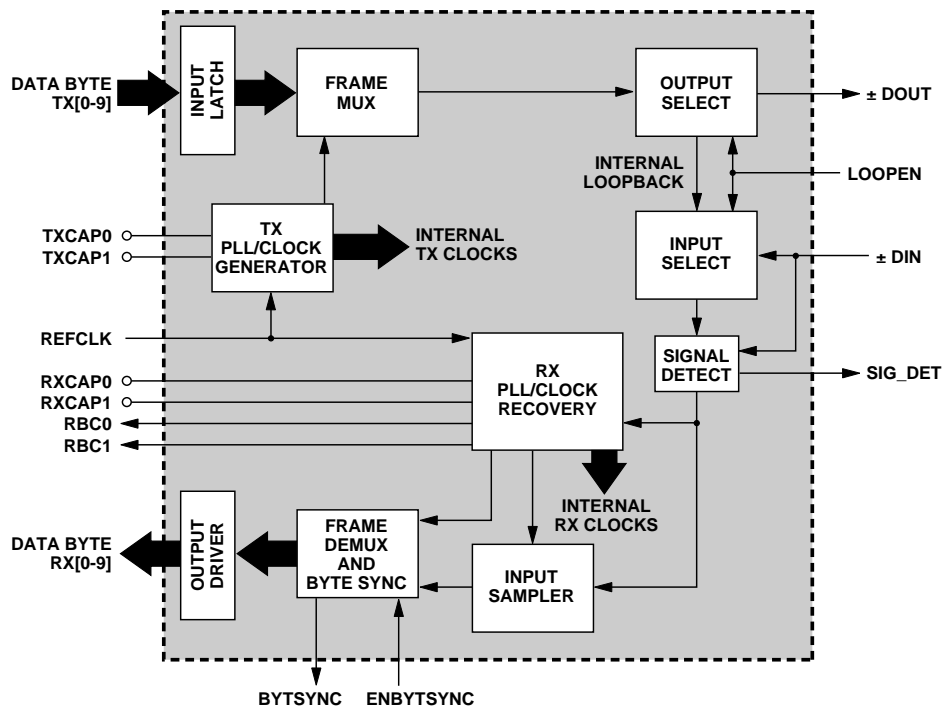 DATA BYTE
TX[0-9]
INPUT
LATCH
FRAME
MUX
OUTPUT
SELECT
± DOUT
INTERNAL
LOOPBACK
LOOPEN
TXCAP0
TXCAP1
TX
PLL/CLOCK
GENERATOR
INTERNAL
TX CLOCKS
INPUT
SELECT
± DIN
REFCLK
SIGNAL
DETECT
SIG_DET
RXCAP0
RXCAP1
RBC0
RBC1
RX
PLL/CLOCK
RECOVERY
INTERNAL
RX CLOCKS
DATA BYTE
RX[0-9]
OUTPUT
DRIVER
FRAME
DEMUX
AND
BYTE SYNC
INPUT
SAMPLER
BYTSYNC
ENBYTSYNC